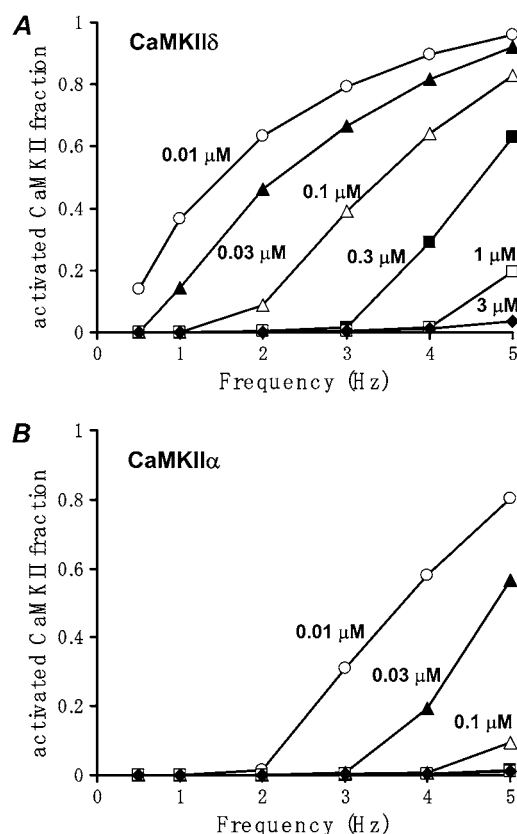 A
CaMKIIδ
activated CaMKII fraction
1
0.8
0.6
0.4
0.2
0
0.01 µM
0.03 µM
0.1 µM
0.3 µM
1 µM
3 µM
0 1 2 3 4 5
Frequency (Hz)
B
CaMKIIα
activated CaMKII fraction
1
0.8
0.6
0.4
0.2
0
0.01 µM
0.03 µM
0.1 µM
0 1 2 3 4 5
Frequency (Hz)